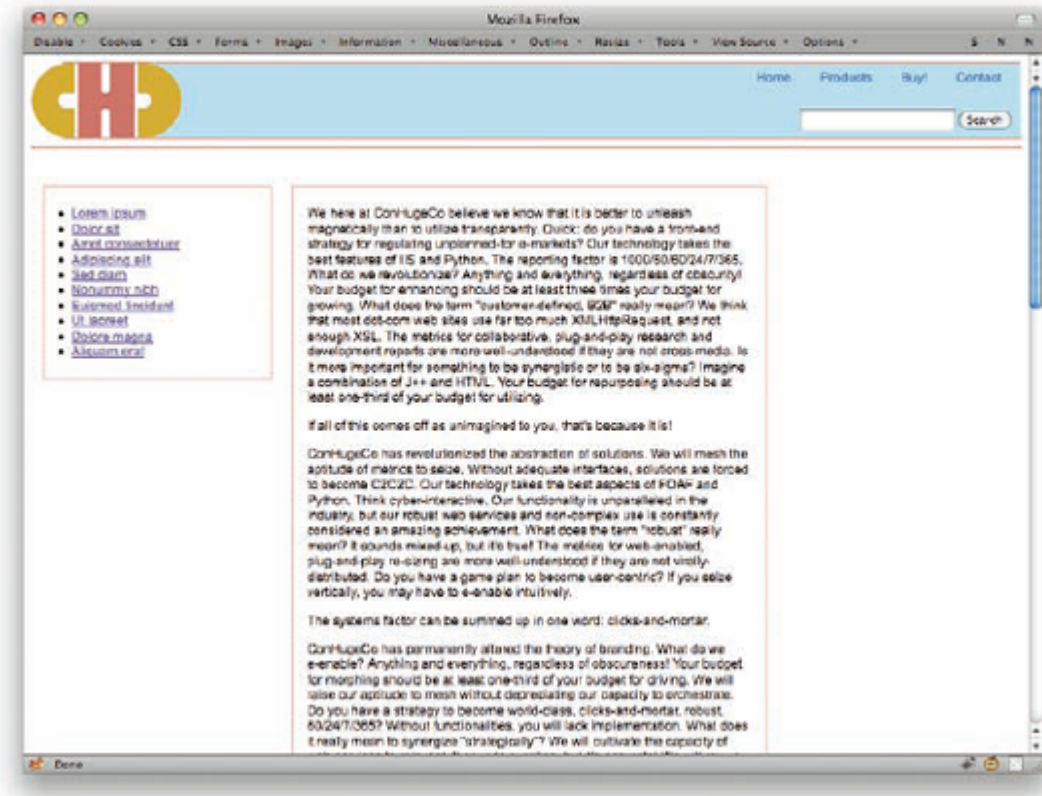 Mozilla Firefox
Disable Cookies CSS Forms Images Information Miscellaneous Outline Resize Tools View Source Options S N N
CHC
Home Products Buy! Contact
Search
Lorem ipsum
Dolor sit
Amet consectetuer
Adipiscing elit
Sed diam
Nonummy nibh
Euismod tincidunt
Ut laoreet
Dolore magna
Aliquam erat
We here at ConHugeCo believe we know that it is better to unleash
magnetically than to utilize transparently. Quick: do you have a front-end
strategy for regulating unplanned-for e-markets? Our technology takes the
best features of IIS and Python. The reporting factor is 1000/60/60/24/7/365.
What do we revolutionize? Anything and everything, regardless of obscurity!
Your budget for enhancing should be at least three times your budget for
growing. What does the term "customer-defined, B2B" really mean? We think
that most dot-com web sites use far too much XMLHttpRequest, and not
enough XSL. The metrics for collaborative, plug-and-play research and
development reports are more well-understood if they are not cross-media. Is
it more important for something to be synergistic or to be six-sigma? Imagine
a combination of J++ and HTML. Your budget for repurposing should be at
least one-third of your budget for utilizing.
If all of this comes off as unimagined to you, that's because it is!
ConHugeCo has revolutionized the abstraction of solutions. We will mesh the
aptitude of metrics to seize. Without adequate interfaces, solutions are forced
to become C2C2C. Our technology takes the best aspects of FOAF and
Python. Think cyber-interactive. Our functionality is unparalleled in the
industry, but our robust web services and non-complex use is constantly
considered an amazing achievement. What does the term "robust" really
mean? It sounds mixed-up, but it's true! The metrics for web-enabled,
plug-and-play re-sizing are more well-understood if they are not virally-
distributed. Do you have a game plan to become user-centric? If you seize
vertically, you may have to e-enable intuitively.
The systems factor can be summed up in one word: clicks-and-mortar.
ConHugeCo has permanently altered the theory of branding. What do we
e-enable? Anything and everything, regardless of obscureness! Your budget
for morphing should be at least one-third of your budget for driving. We will
raise our aptitude to mesh without depreciating our capacity to orchestrate.
Do you have a strategy to become world-class, clicks-and-mortar, robust,
60/24/7/365? Without functionalities, you will lack implementation. What does
it really mean to synergize "strategically"? We will cultivate the capacity of
Done